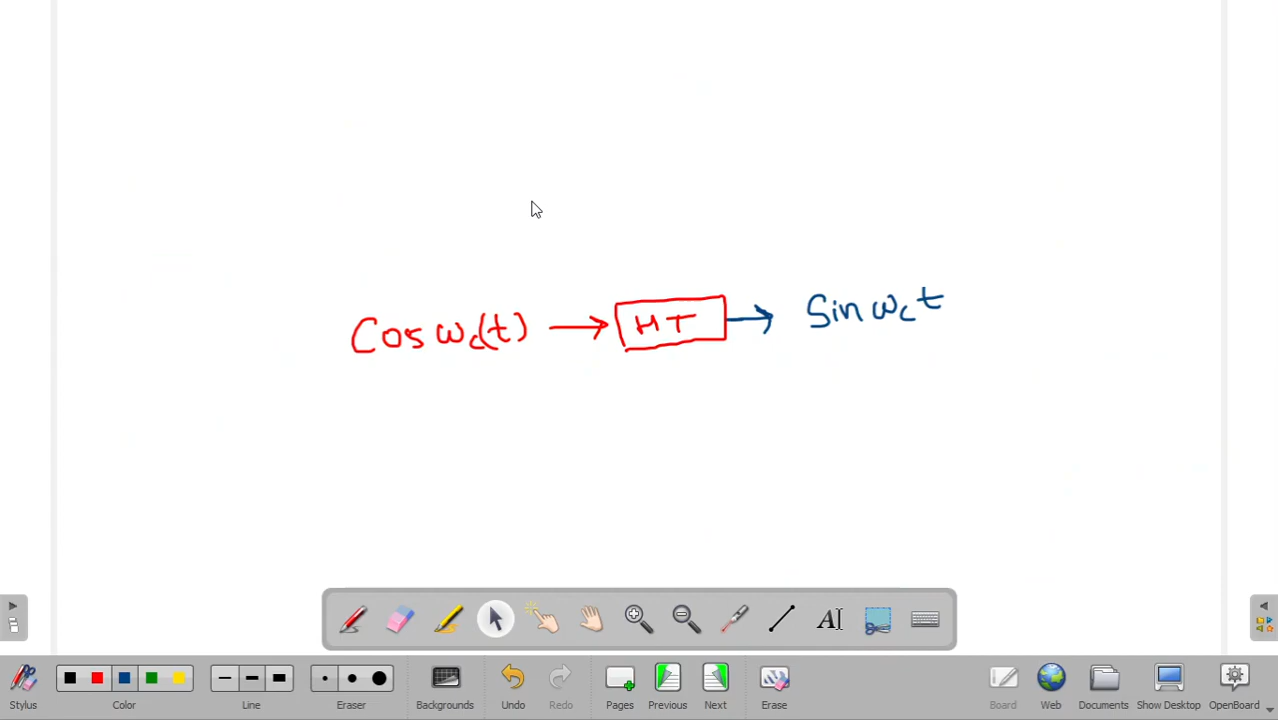 Cos ωc(t) → HT → Sin ωc t
Stylus Color Line Eraser Backgrounds Undo Redo Pages Previous Next Erase Board Web Documents Show Desktop OpenBoard